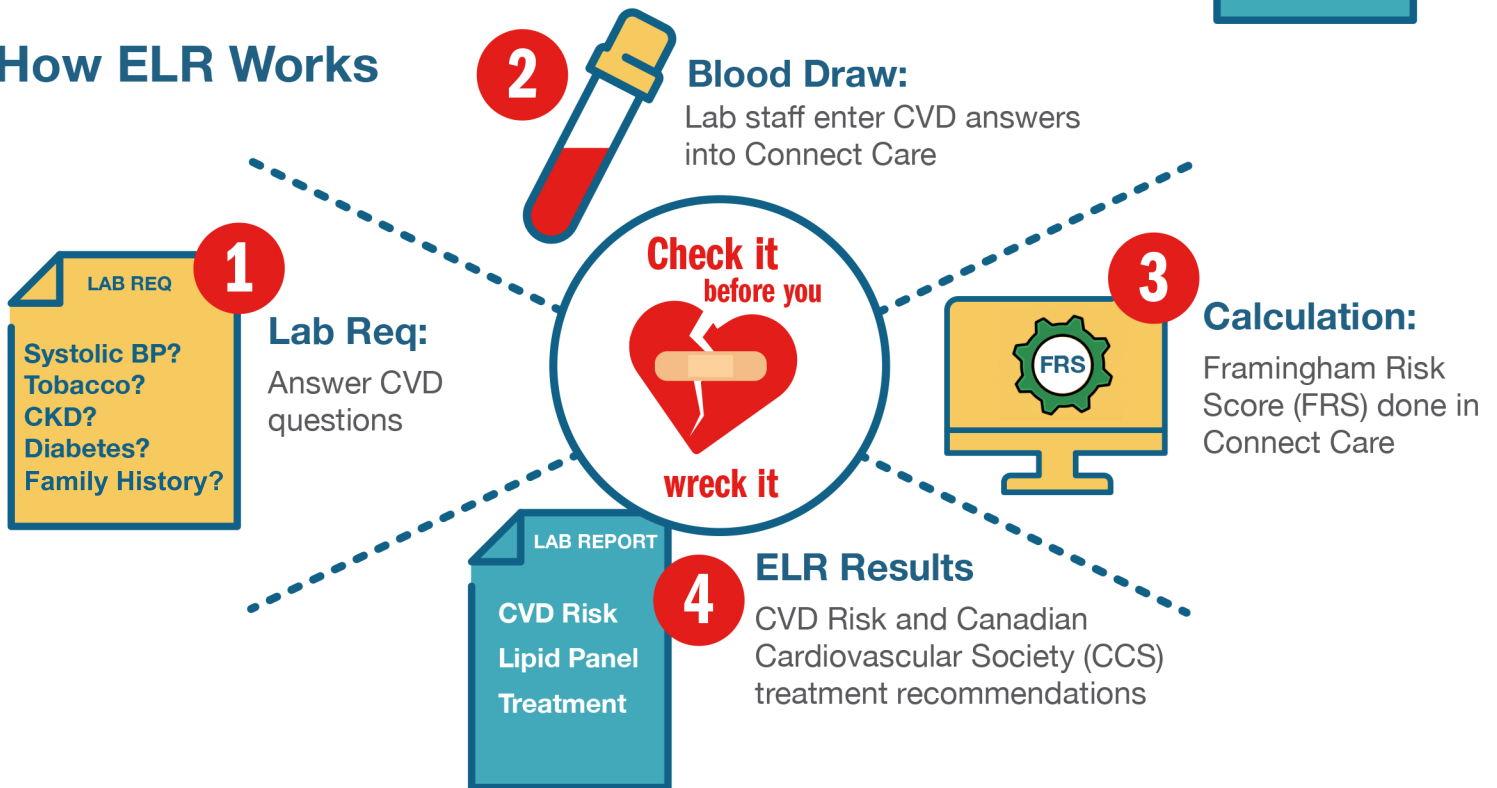 How ELR Works
1
LAB REQ
Systolic BP?
Tobacco?
CKD?
Diabetes?
Family History?
Lab Req:
Answer CVD
questions
2
Blood Draw:
Lab staff enter CVD answers
into Connect Care
Check it
before you
wreck it
3
FRS
Calculation:
Framingham Risk
Score (FRS) done in
Connect Care
4
LAB REPORT
CVD Risk
Lipid Panel
Treatment
ELR Results
CVD Risk and Canadian
Cardiovascular Society (CCS)
treatment recommendations